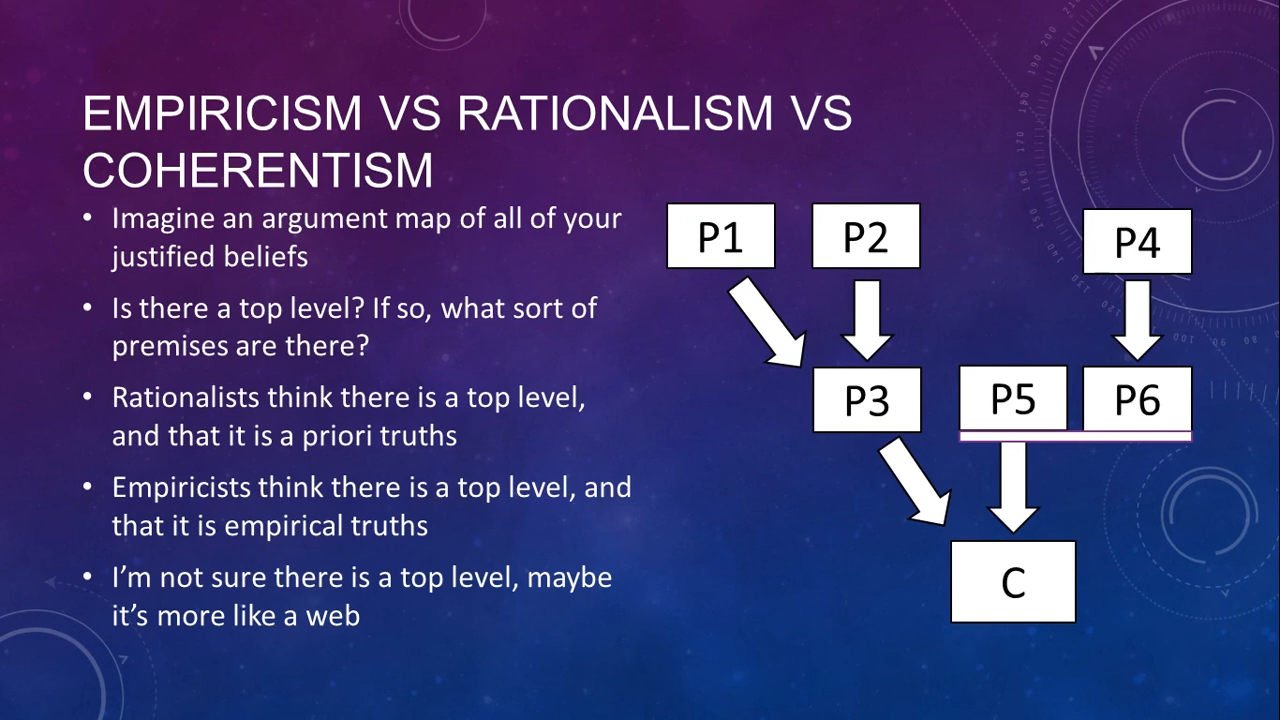 EMPIRICISM VS RATIONALISM VS
COHERENTISM
• Imagine an argument map of all of your
justified beliefs
• Is there a top level? If so, what sort of
premises are there?
• Rationalists think there is a top level,
and that it is a priori truths
• Empiricists think there is a top level, and
that it is empirical truths
• I’m not sure there is a top level, maybe
it’s more like a web
P1 P2 P4
P3 P5 P6
C